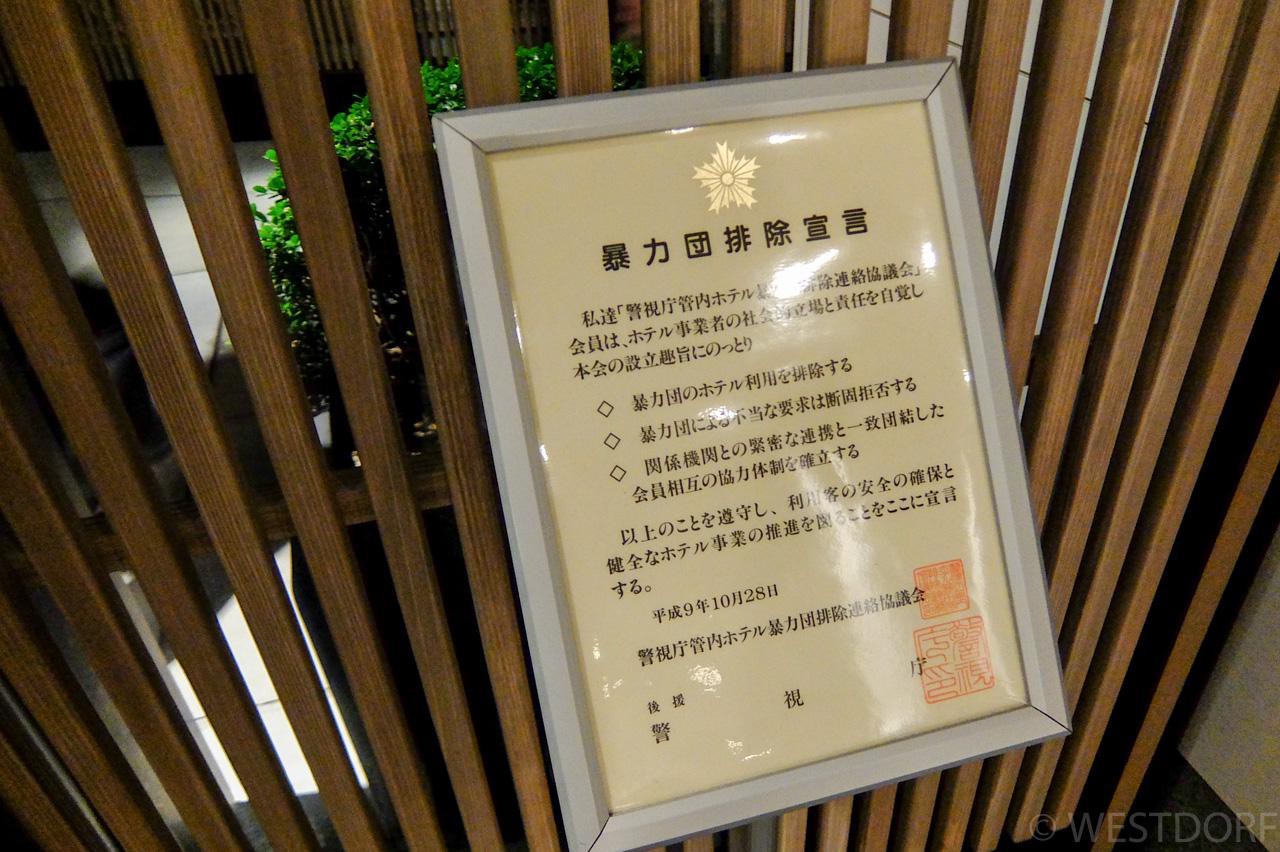 暴力団排除宣言
私達「警視庁管内ホテル暴 排除連絡協議会」
会員は、ホテル事業者の社会的立場と責任を自覚し
本会の設立趣旨にのっとり
◇ 暴力団のホテル利用を排除する
◇ 暴力団による不当な要求は断固拒否する
◇ 関係機関との緊密な連携と一致団結した
会員相互の協力体制を確立する
以上のことを遵守し、利用客の安全の確保と
健全なホテル事業の推進を図ることをここに宣言
する。
平成9年10月28日
警視庁管内ホテル暴力団排除連絡協議会
後援
警 視 庁
警視庁印
© WESTDORF